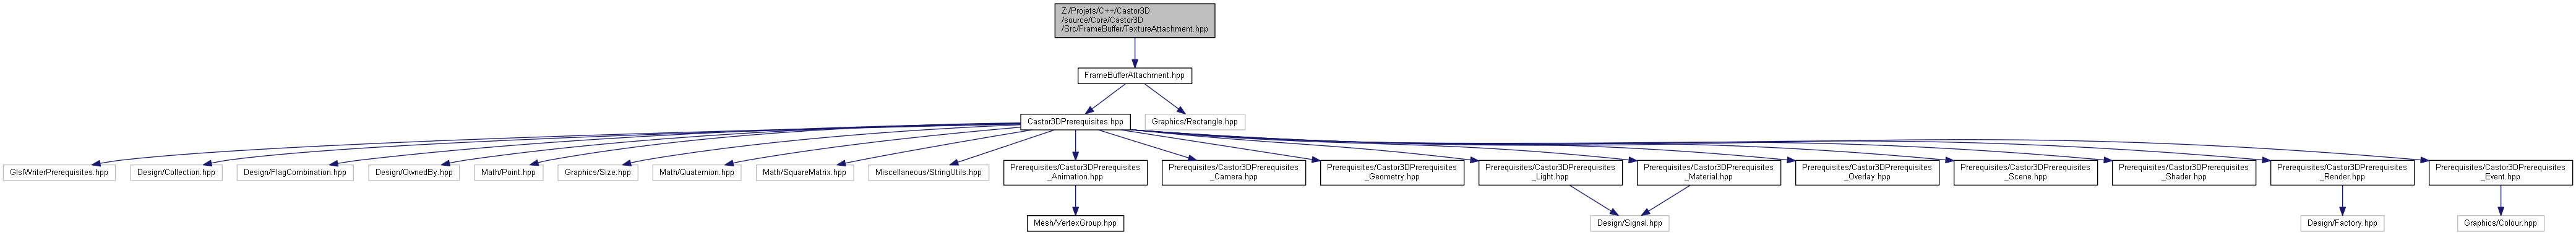 Z:/Projets/C++/Castor3D
/source/Core/Castor3D
/Src/FrameBuffer/TextureAttachment.hpp
FrameBufferAttachment.hpp
Castor3DPrerequisites.hpp
Graphics/Rectangle.hpp
GlslWriterPrerequisites.hpp
Design/Collection.hpp
Design/FlagCombination.hpp
Design/OwnedBy.hpp
Math/Point.hpp
Graphics/Size.hpp
Math/Quaternion.hpp
Math/SquareMatrix.hpp
Miscellaneous/StringUtils.hpp
Prerequisites/Castor3DPrerequisites
_Animation.hpp
Prerequisites/Castor3DPrerequisites
_Camera.hpp
Prerequisites/Castor3DPrerequisites
_Geometry.hpp
Prerequisites/Castor3DPrerequisites
_Light.hpp
Prerequisites/Castor3DPrerequisites
_Material.hpp
Prerequisites/Castor3DPrerequisites
_Overlay.hpp
Prerequisites/Castor3DPrerequisites
_Scene.hpp
Prerequisites/Castor3DPrerequisites
_Shader.hpp
Prerequisites/Castor3DPrerequisites
_Render.hpp
Prerequisites/Castor3DPrerequisites
_Event.hpp
Mesh/VertexGroup.hpp
Design/Signal.hpp
Design/Factory.hpp
Graphics/Colour.hpp